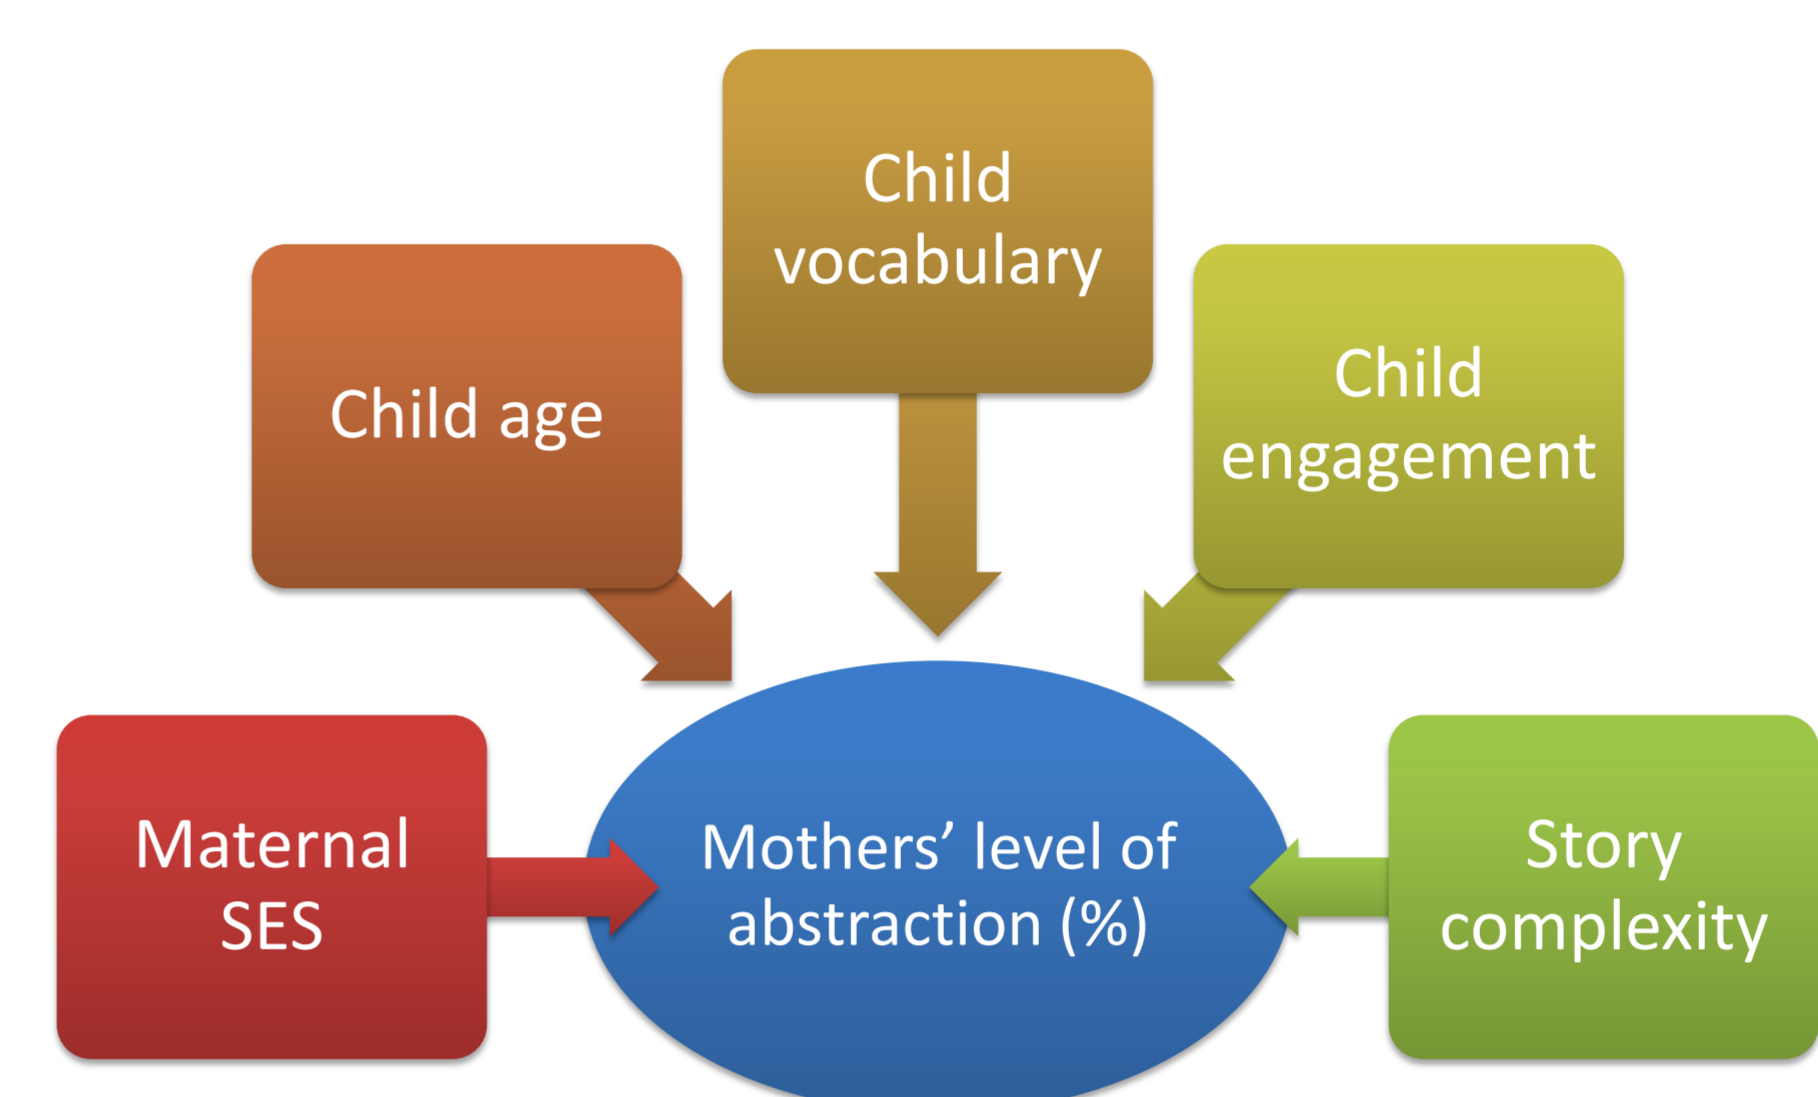 Child
vocabulary
Child age
Child
engagement
Maternal
SES
Mothers’ level of
abstraction (%)
Story
complexity